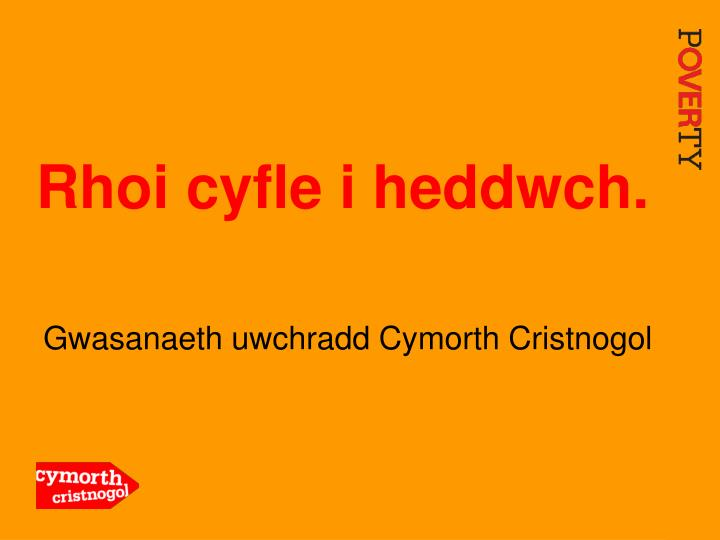 POVERTY
Rhoi cyfle i heddwch.
Gwasanaeth uwchradd Cymorth Cristnogol
cymorth
cristnogol